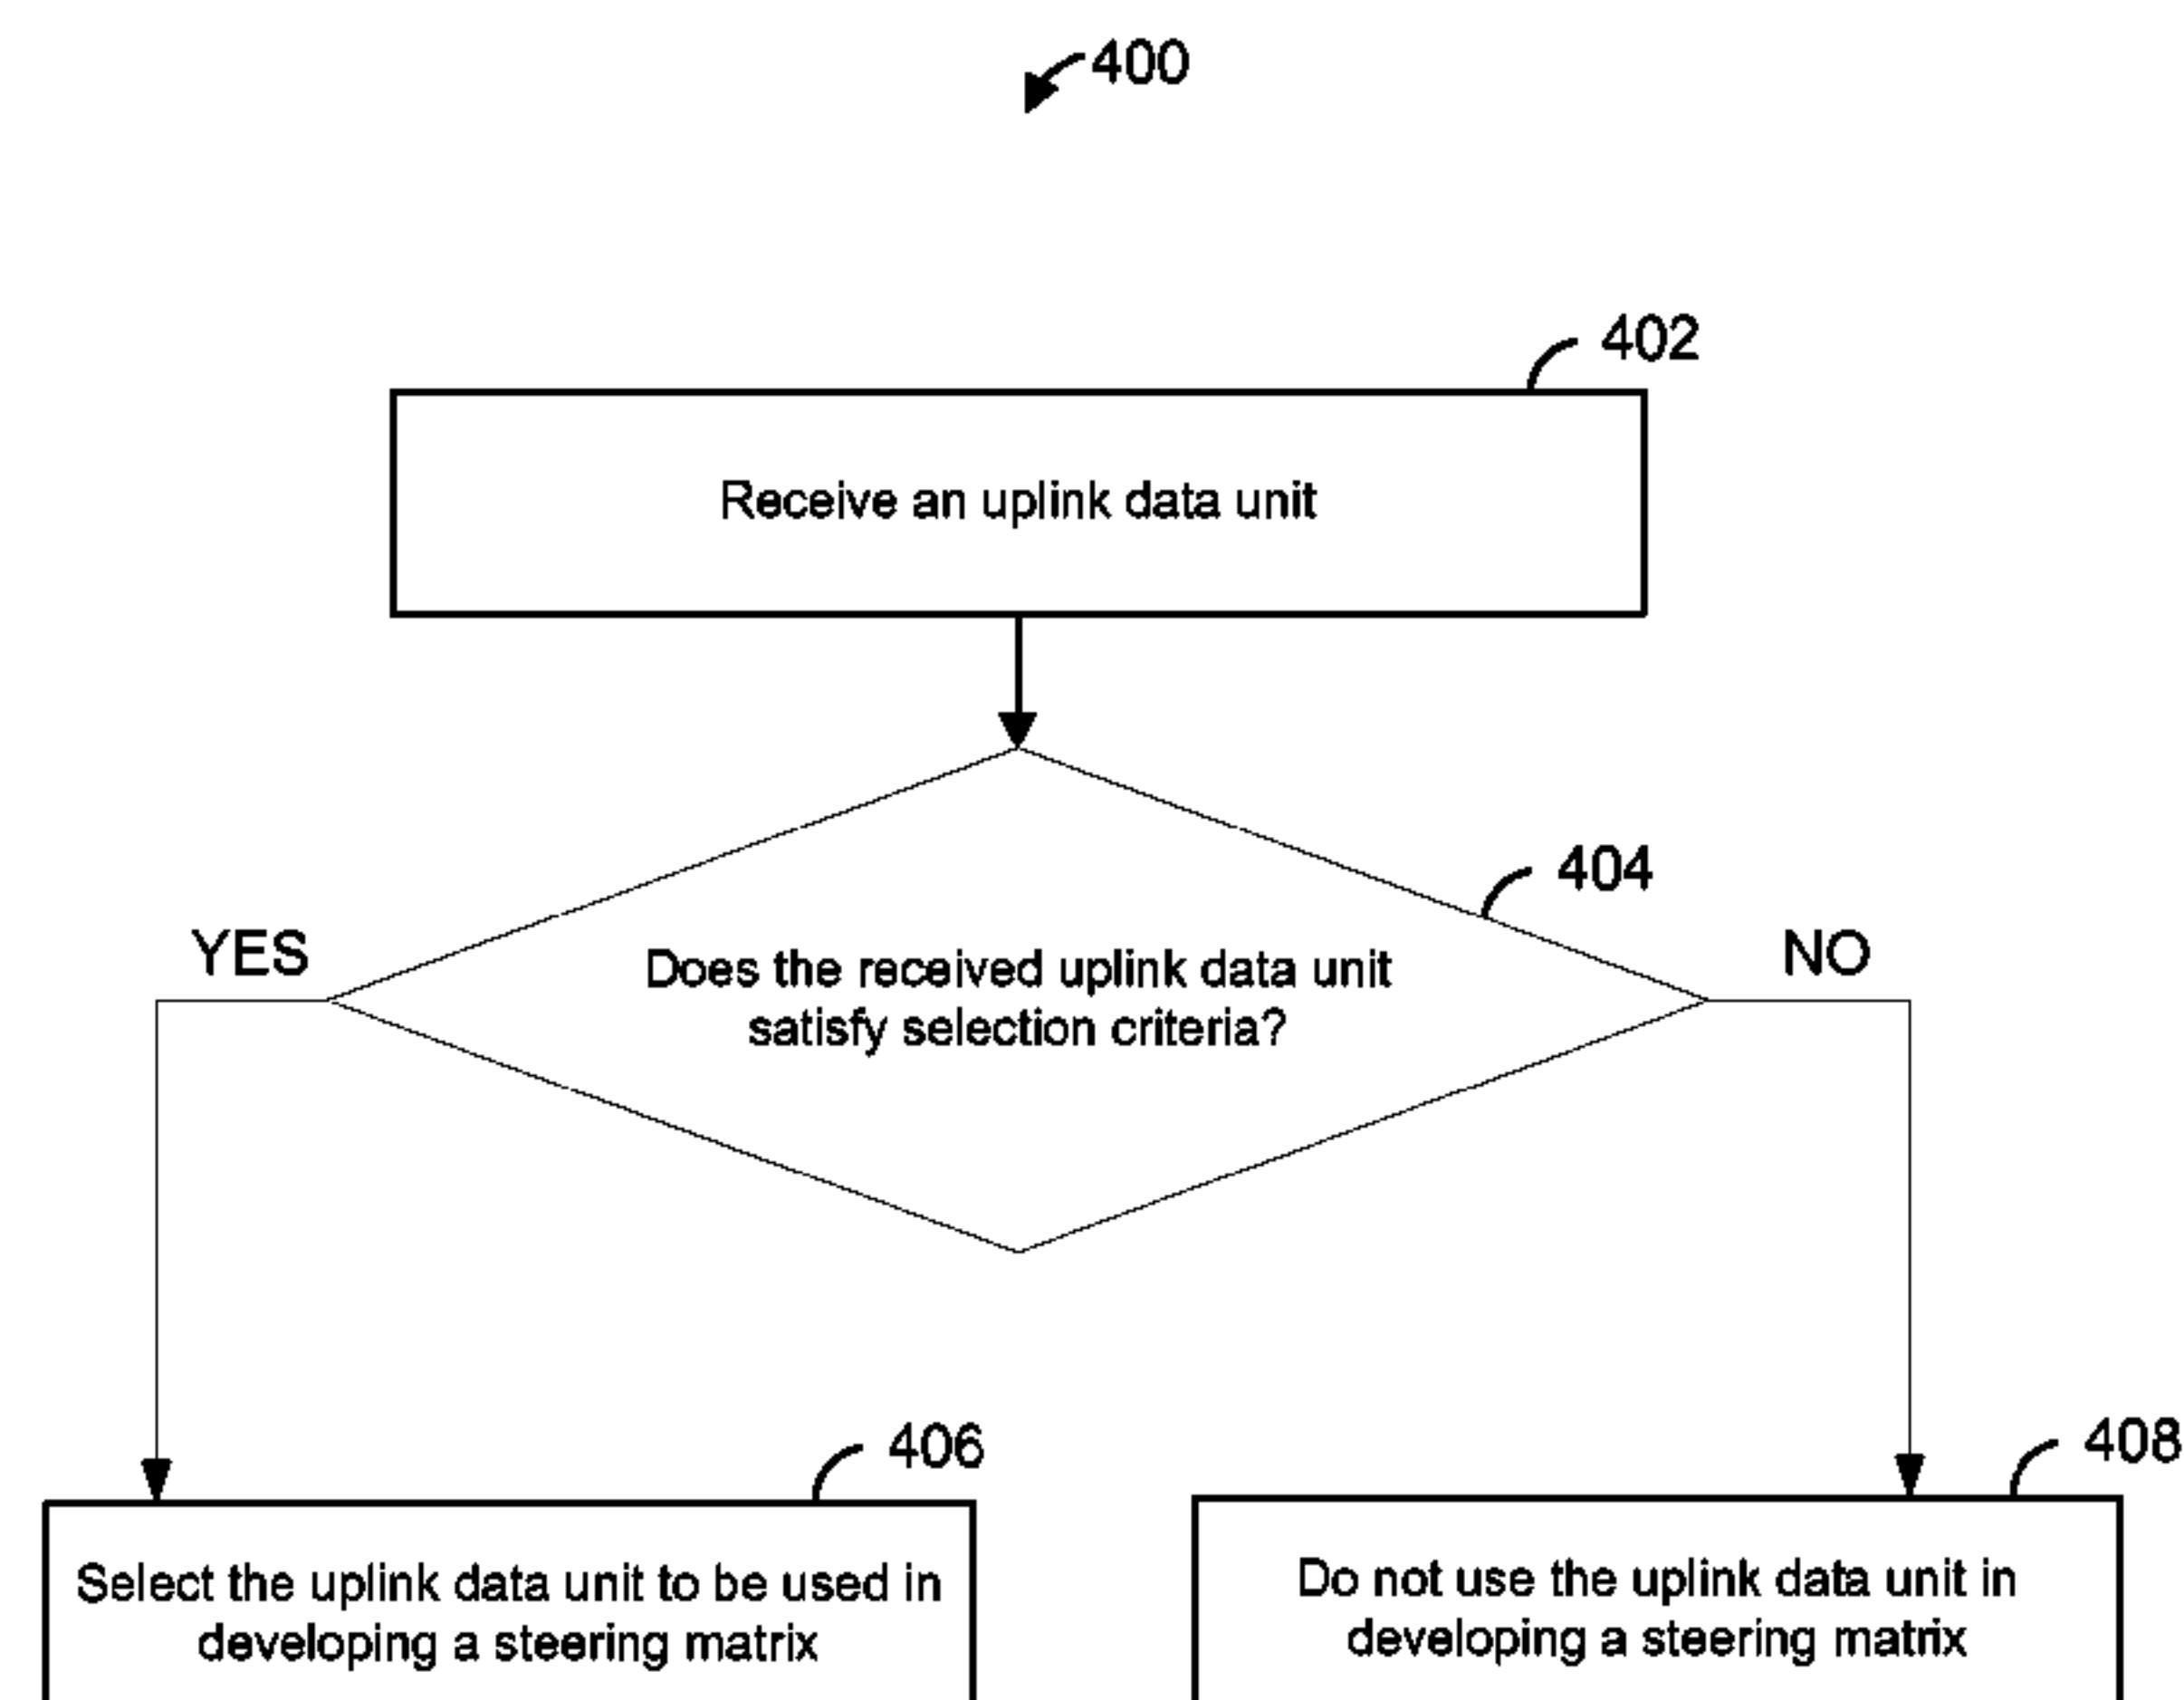 400
402
Receive an uplink data unit
404
YES
NO
Does the received uplink data unit
satisfy selection criteria?
406
408
Select the uplink data unit to be used in
developing a steering matrix
Do not use the uplink data unit in
developing a steering matrix